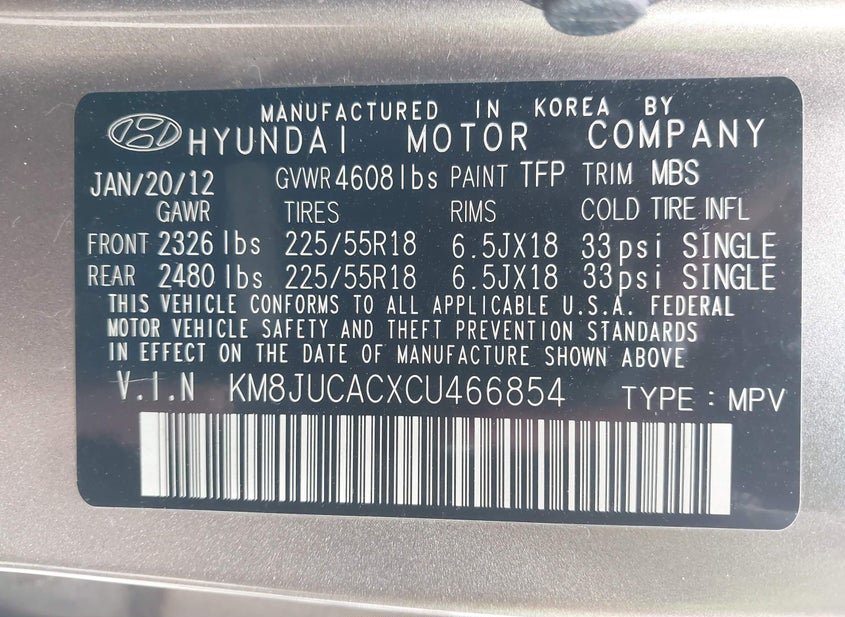 MANUFACTURED IN KOREA BY
HYUNDAI MOTOR COMPANY
JAN/20/12 GVWR 4608lbs PAINT TFP TRIM MBS
GAWR TIRES RIMS COLD TIRE INFL
FRONT 2326 lbs 225/55R18 6.5JX18 33psi SINGLE
REAR 2480 lbs 225/55R18 6.5JX18 33psi SINGLE
THIS VEHICLE CONFORMS TO ALL APPLICABLE U.S.A. FEDERAL
MOTOR VEHICLE SAFETY AND THEFT PREVENTION STANDARDS
IN EFFECT ON THE DATE OF MANUFACTURE SHOWN ABOVE
V.I.N KM8JUCACXCU466854 TYPE : MPV